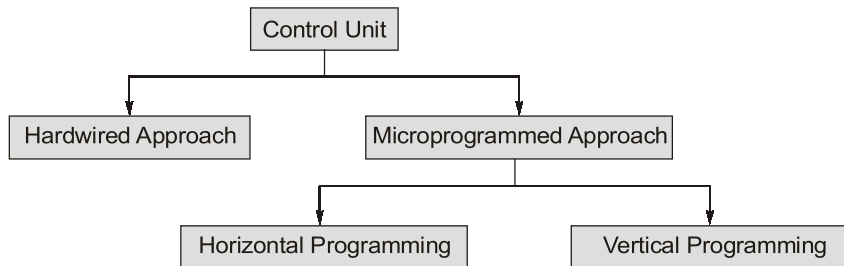 Control Unit
Hardwired Approach
Microprogrammed Approach
Horizontal Programming
Vertical Programming